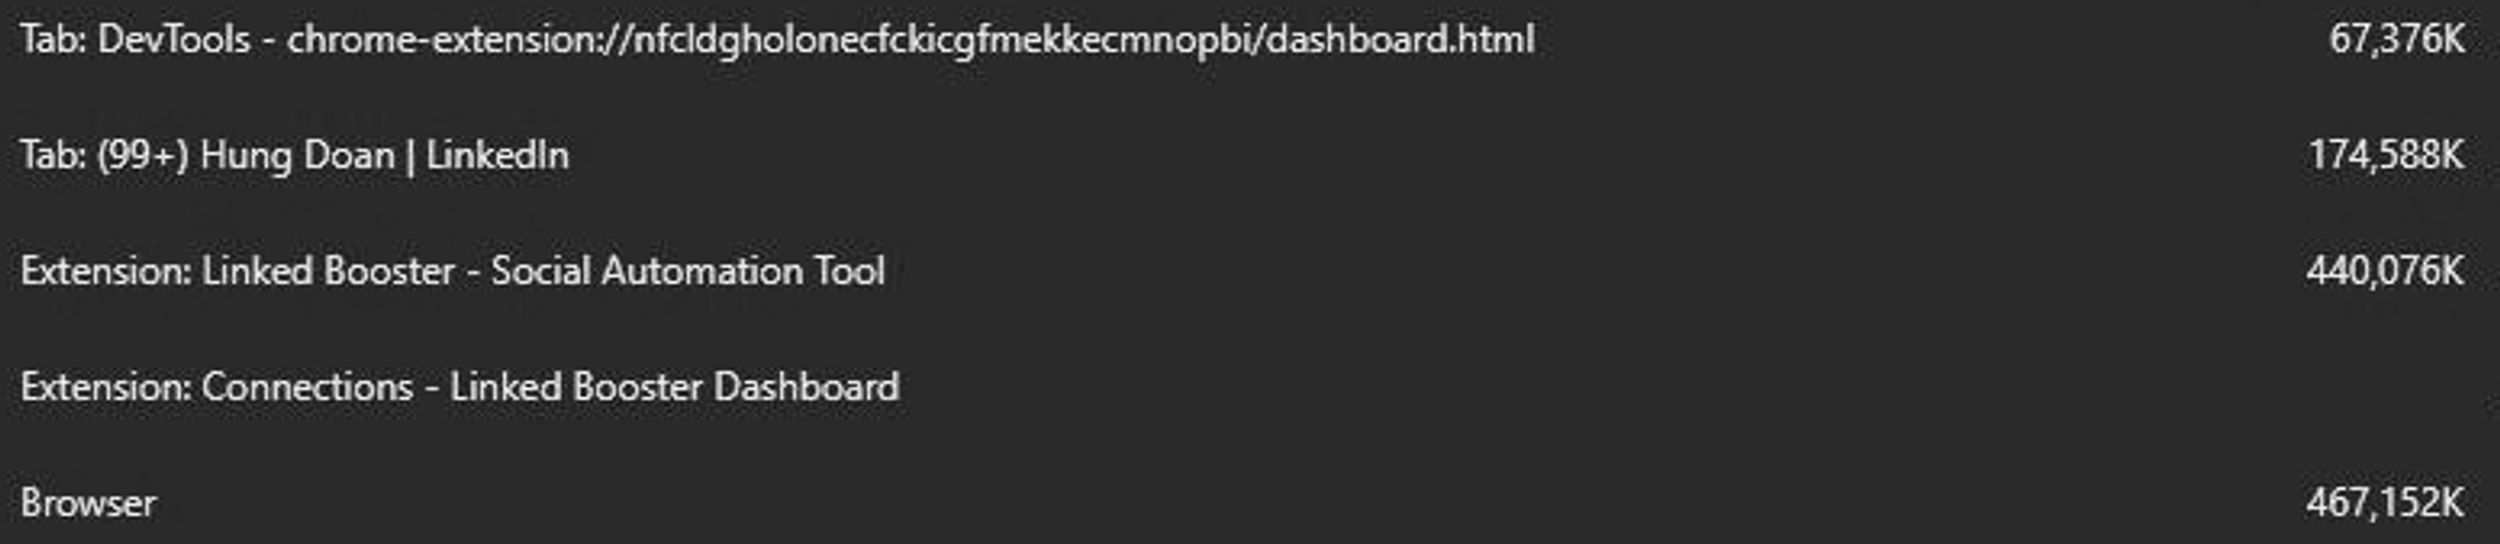 Tab: DevTools - chrome-extension://nfcldgholonecfckicgfmekkecmnopbi/dashboard.html 67,376K
Tab: (99+) Hung Doan | LinkedIn 174,588K
Extension: Linked Booster - Social Automation Tool 440,076K
Extension: Connections - Linked Booster Dashboard
Browser 467,152K